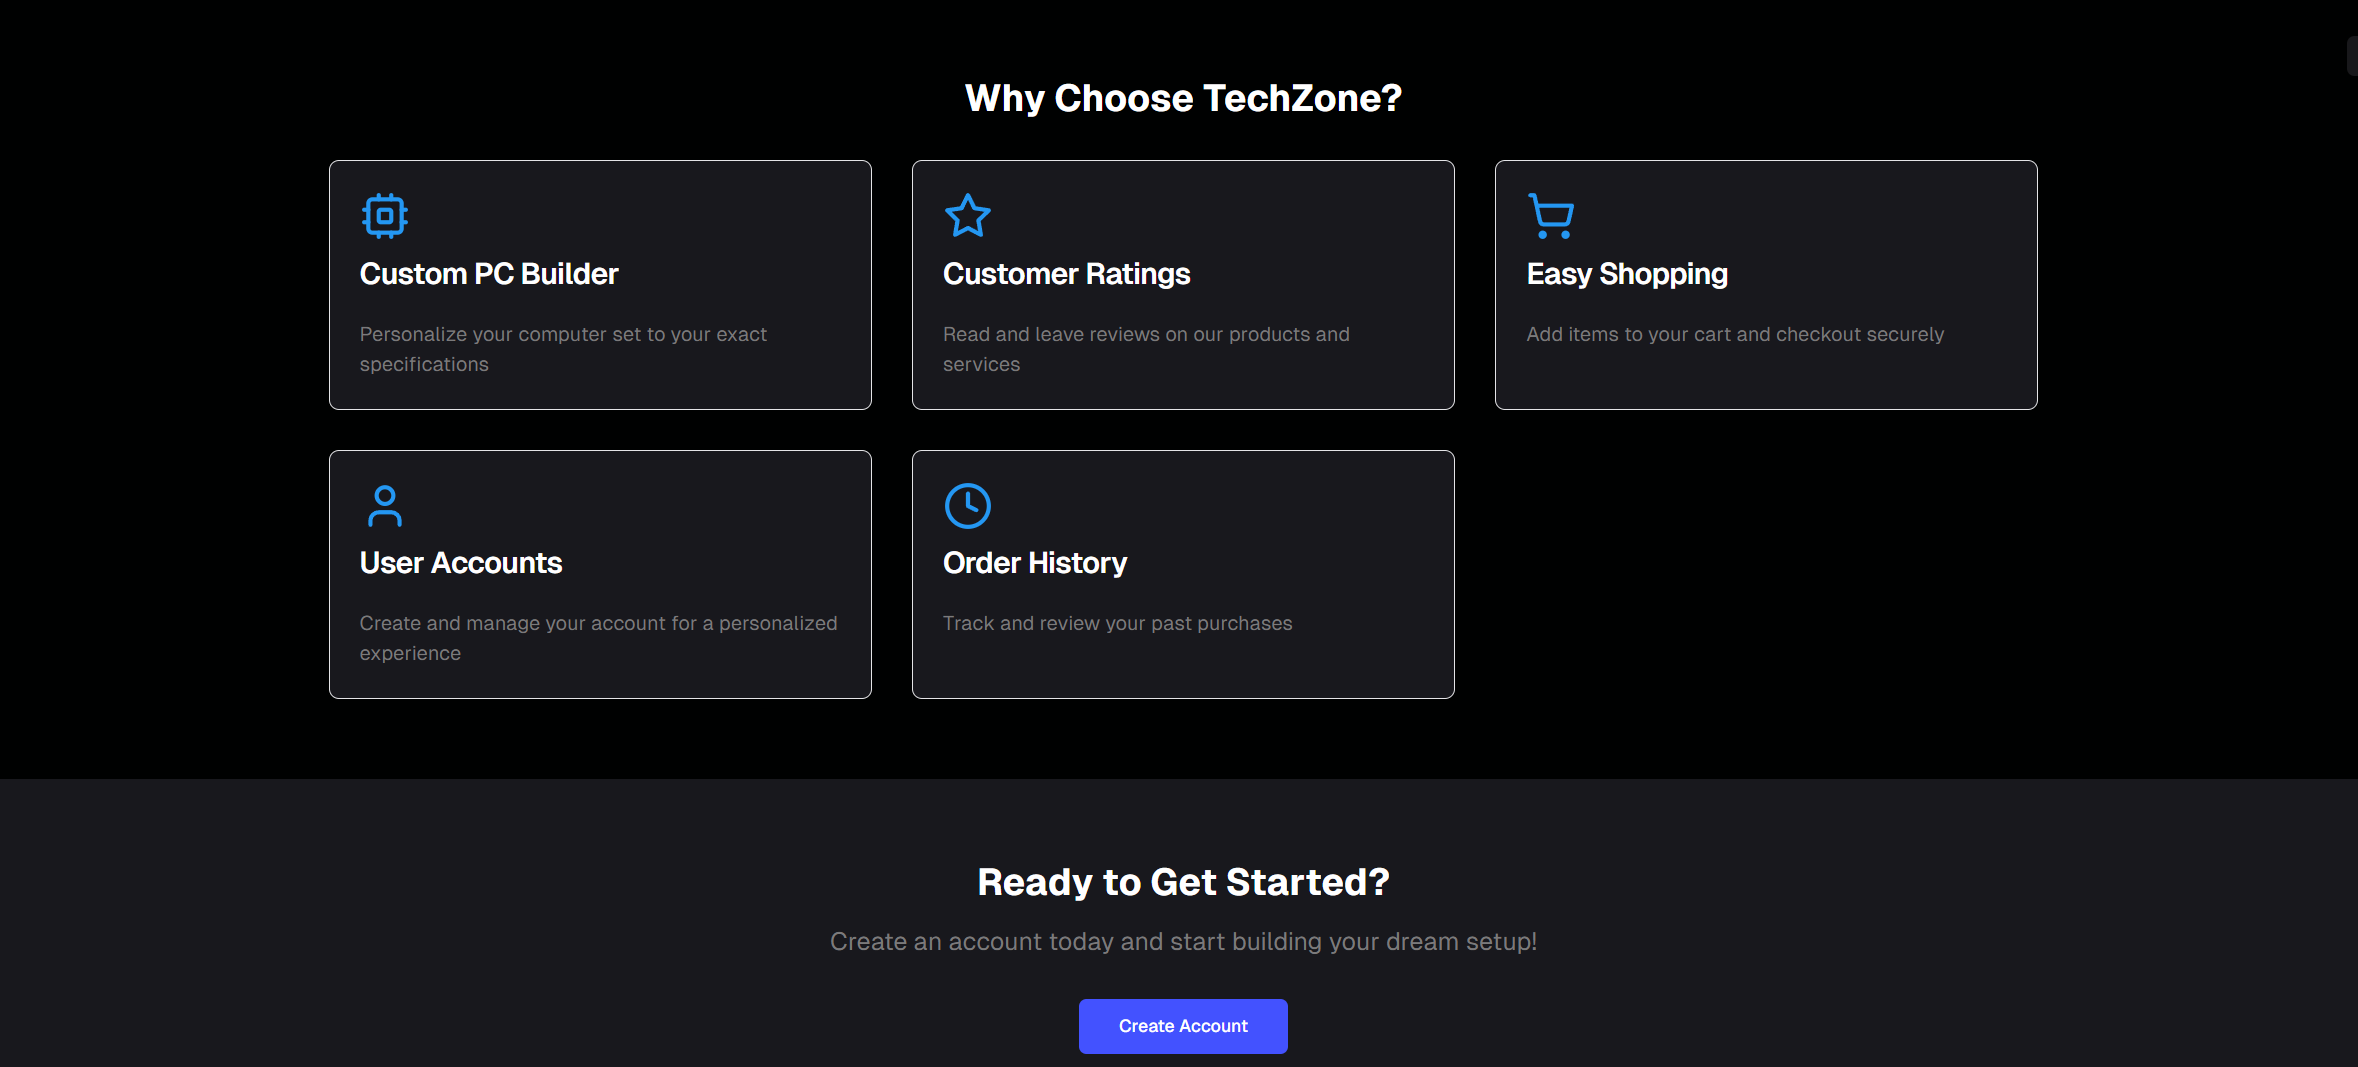 Why Choose TechZone?
Custom PC Builder
Personalize your computer set to your exact
specifications
Customer Ratings
Read and leave reviews on our products and
services
Easy Shopping
Add items to your cart and checkout securely
User Accounts
Create and manage your account for a personalized
experience
Order History
Track and review your past purchases
Ready to Get Started?
Create an account today and start building your dream setup!
Create Account